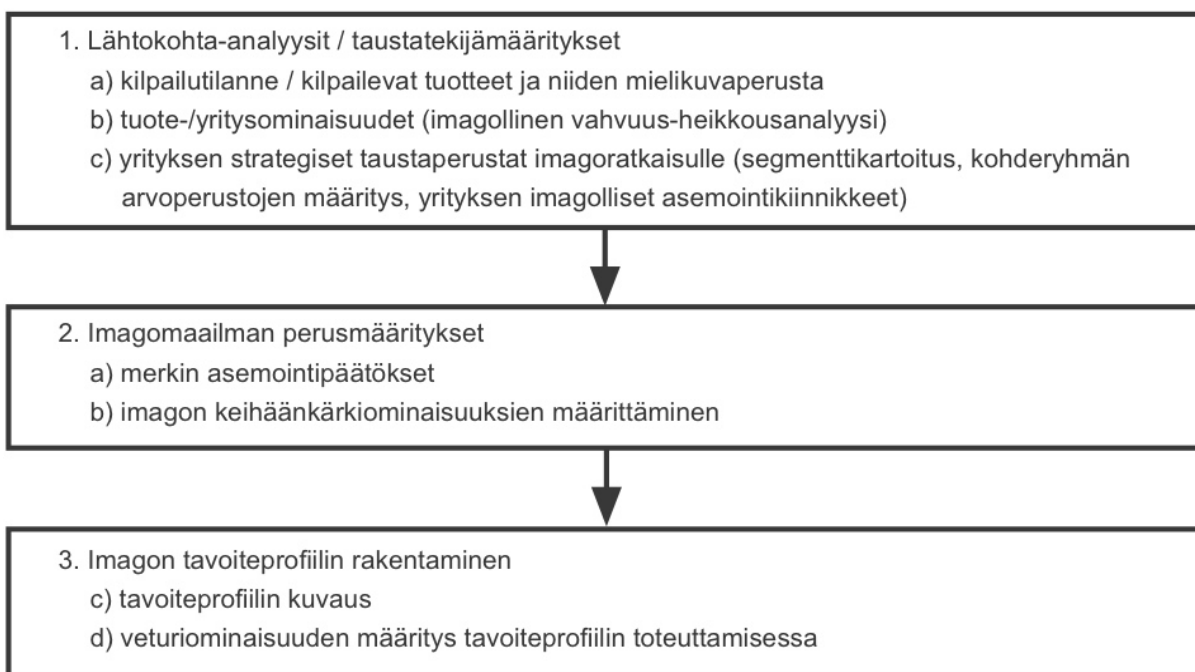 1. Lähtokohta-analyysit / taustatekijämääritykset
a) kilpailutilanne / kilpailevat tuotteet ja niiden mielikuvaperusta
b) tuote-/yritysominaisuudet (imagollinen vahvuus-heikkousanalyysi)
c) yrityksen strategiset taustaperustat imagoratkaisulle (segmenttikartoitus, kohderyhmän
arvoperustojen määritys, yrityksen imagolliset asemointikiinnikkeet)
2. Imagomaailman perusmääritykset
a) merkin asemointipäätökset
b) imagon keihäänkärkiominaisuuksien määrittäminen
3. Imagon tavoiteprofiilin rakentaminen
c) tavoiteprofiilin kuvaus
d) veturiominaisuuden määritys tavoiteprofiilin toteuttamisessa